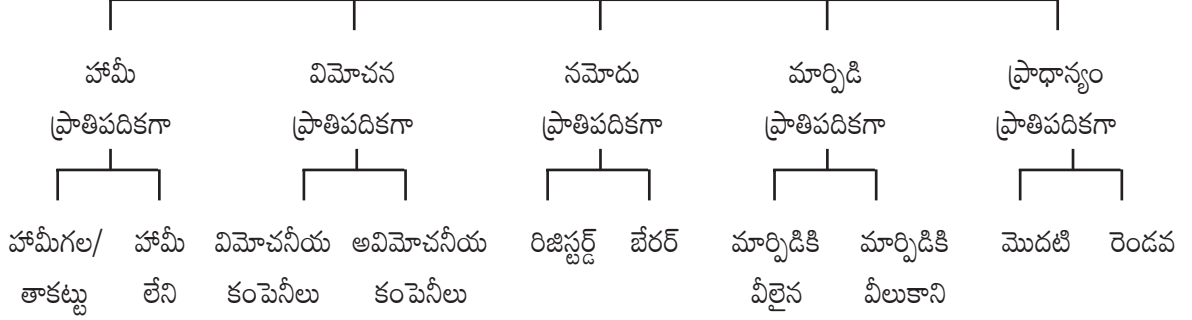 హామీ విమోచన నమోదు మార్పిడి ప్రాధాన్యం
ప్రాతిపదికగా ప్రాతిపదికగా ప్రాతిపదికగా ప్రాతిపదికగా ప్రాతిపదికగా
హామీగల/ హామీ విమోచనీయ అవిమోచనీయ రిజిస్టర్డ్ బేరర్ మార్పిడికి మార్పిడికి మొదటి రెండవ
తాకట్టు లేని కంపెనీలు కంపెనీలు వీలైన వీలుకాని